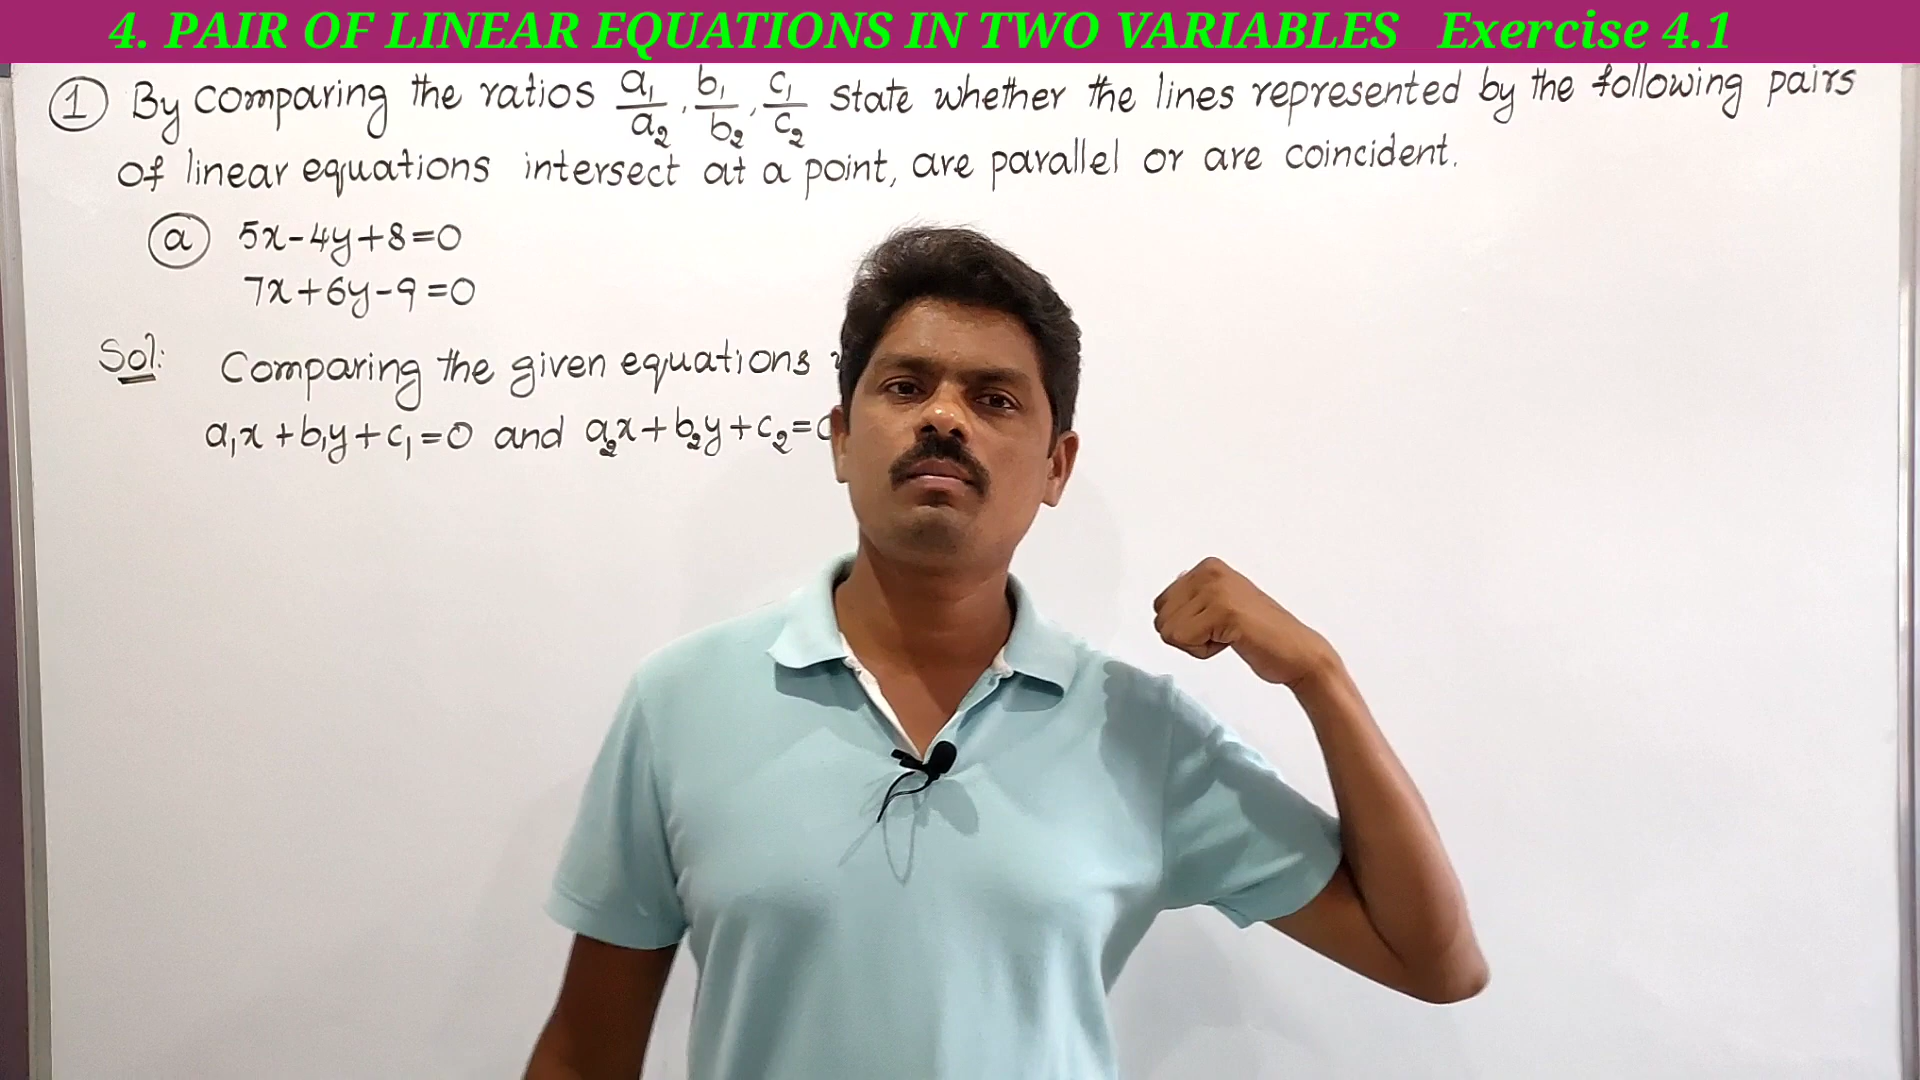 4. PAIR OF LINEAR EQUATIONS IN TWO VARIABLES Exercise 4.1
① By comparing the ratios a₁/a₂, b₁/b₂, c₁/c₂ state whether the lines represented by the following pairs
of linear equations intersect at a point, are parallel or are coincident.
ⓐ 5x-4y+8=0
7x+6y-9=0
Sol: Comparing the given equations
a₁x+b₁y+c₁=0 and a₂x+b₂y+c₂=0